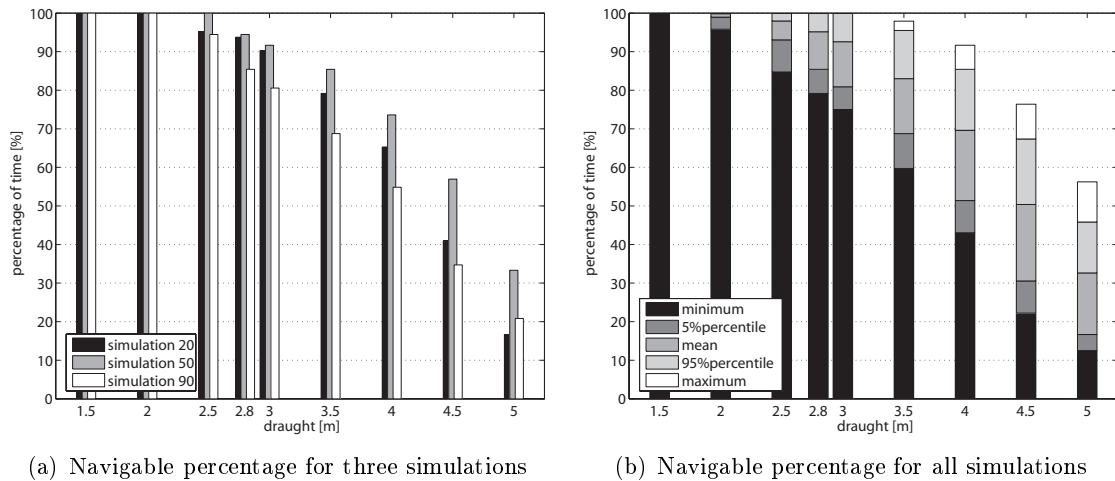 100
90
80
70
60
50
40
30
20
10
0
percentage of time [%]
simulation 20
simulation 50
simulation 90
1.5 2 2.5 2.8 3 3.5 4 4.5 5
draught [m]
(a) Navigable percentage for three simulations
100
90
80
70
60
50
40
30
20
10
0
percentage of time [%]
minimum
5%percentile
mean
95%percentile
maximum
1.5 2 2.5 2.8 3 3.5 4 4.5 5
draught [m]
(b) Navigable percentage for all simulations